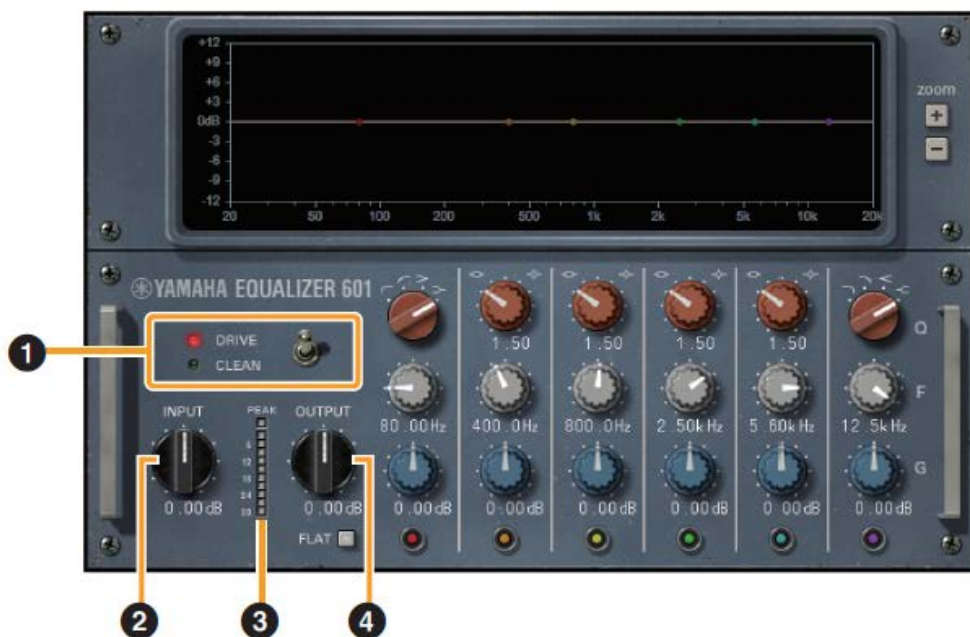 +12
+9
+6
+3
0dB
-3
-6
-9
-12
20 50 100 200 500 1k 2k 5k 10k 20k
zoom
+
-
YAMAHA EQUALIZER 601
1
DRIVE
CLEAN
1.50 1.50 1.50 1.50
Q
INPUT PEAK OUTPUT
F
80.00Hz 400.0Hz 800.0Hz 2.50kHz 5.60kHz 12.5kHz
12
18
24
G
0.00dB 0.00dB 0.00dB 0.00dB 0.00dB 0.00dB 0.00dB 0.00dB
FLAT
2 3 4